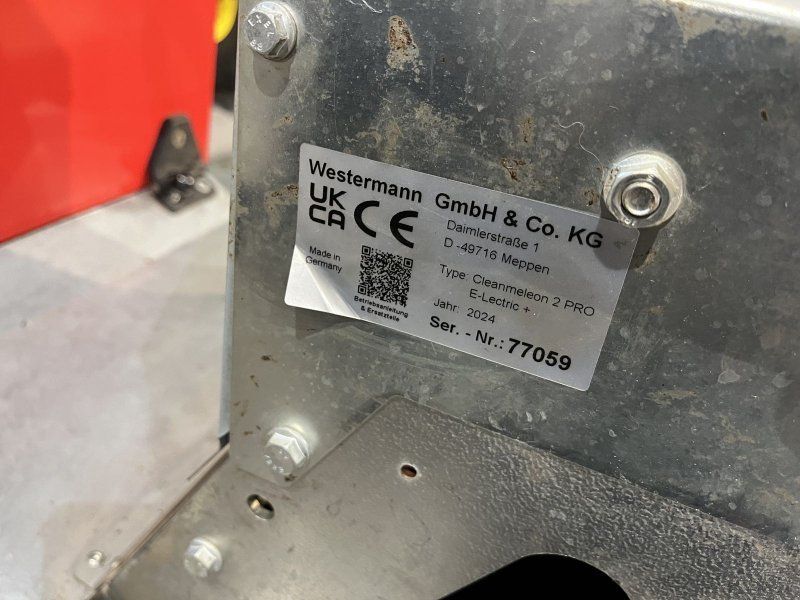 Westermann GmbH & Co. KG
UK
CA CE
Daimlerstraße 1
D -49716 Meppen
Made in
Germany
Type: Cleanmeleon 2 PRO
E-Lectric +
Jahr: 2024
Betriebsanleitung
& Ersatzteile
Ser. - Nr.: 77059